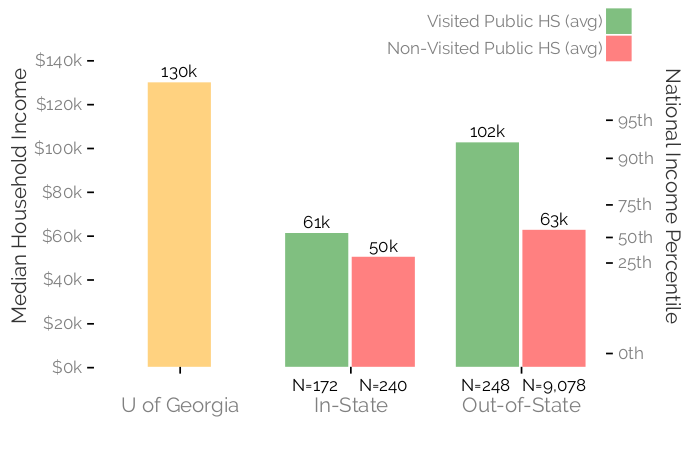 Visited Public HS (avg)
Non-Visited Public HS (avg)
Median Household Income
$140k
$120k
$100k
$80k
$60k
$40k
$20k
$0k
130k
61k
50k
102k
63k
95th
90th
75th
50th
25th
0th
National Income Percentile
N=172 N=240 N=248 N=9,078
U of Georgia In-State Out-of-State